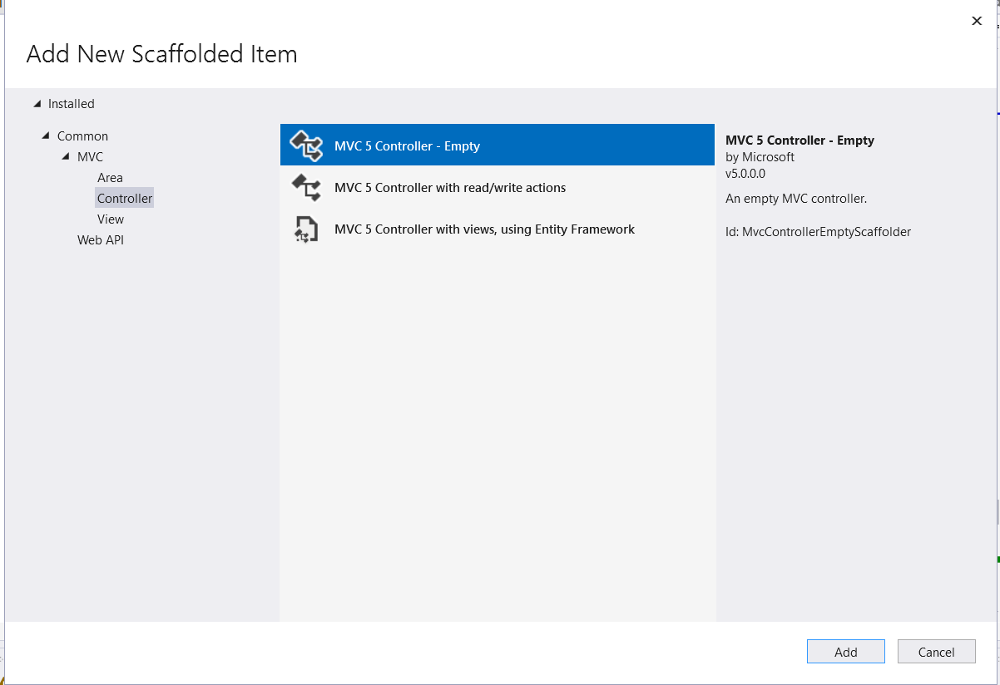 Add New Scaffolded Item
Installed
Common
MVC
Area
Controller
View
Web API
MVC 5 Controller - Empty
MVC 5 Controller with read/write actions
MVC 5 Controller with views, using Entity Framework
MVC 5 Controller - Empty
by Microsoft
v5.0.0.0
An empty MVC controller.
Id: MvcControllerEmptyScaffolder
Add
Cancel